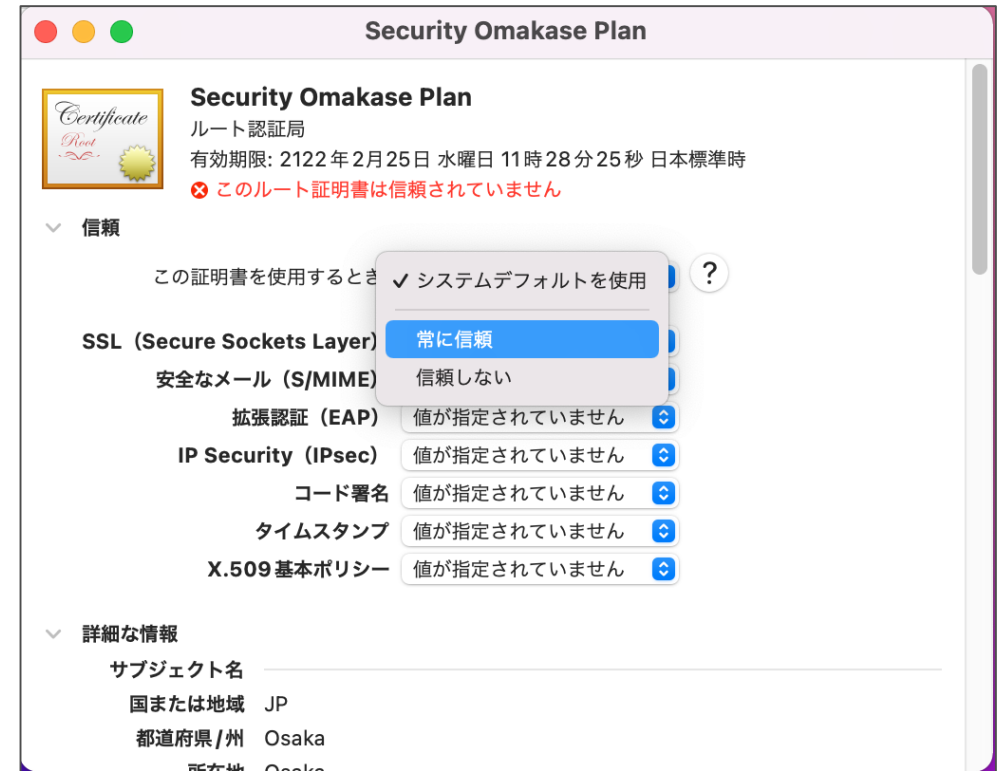 Security Omakase Plan
Certificate
Root
Security Omakase Plan
ルート認証局
有効期限: 2122年2月25日 水曜日 11時28分25秒 日本標準時
このルート証明書は信頼されていません
信頼
この証明書を使用するとき
✓ システムデフォルトを使用
?
常に信頼
SSL（Secure Sockets Layer）
信頼しない
安全なメール（S/MIME）
拡張認証（EAP） 値が指定されていません
IP Security（IPsec） 値が指定されていません
コード署名 値が指定されていません
タイムスタンプ 値が指定されていません
X.509基本ポリシー 値が指定されていません
詳細な情報
サブジェクト名
国または地域 JP
都道府県/州 Osaka
所在地 Osaka